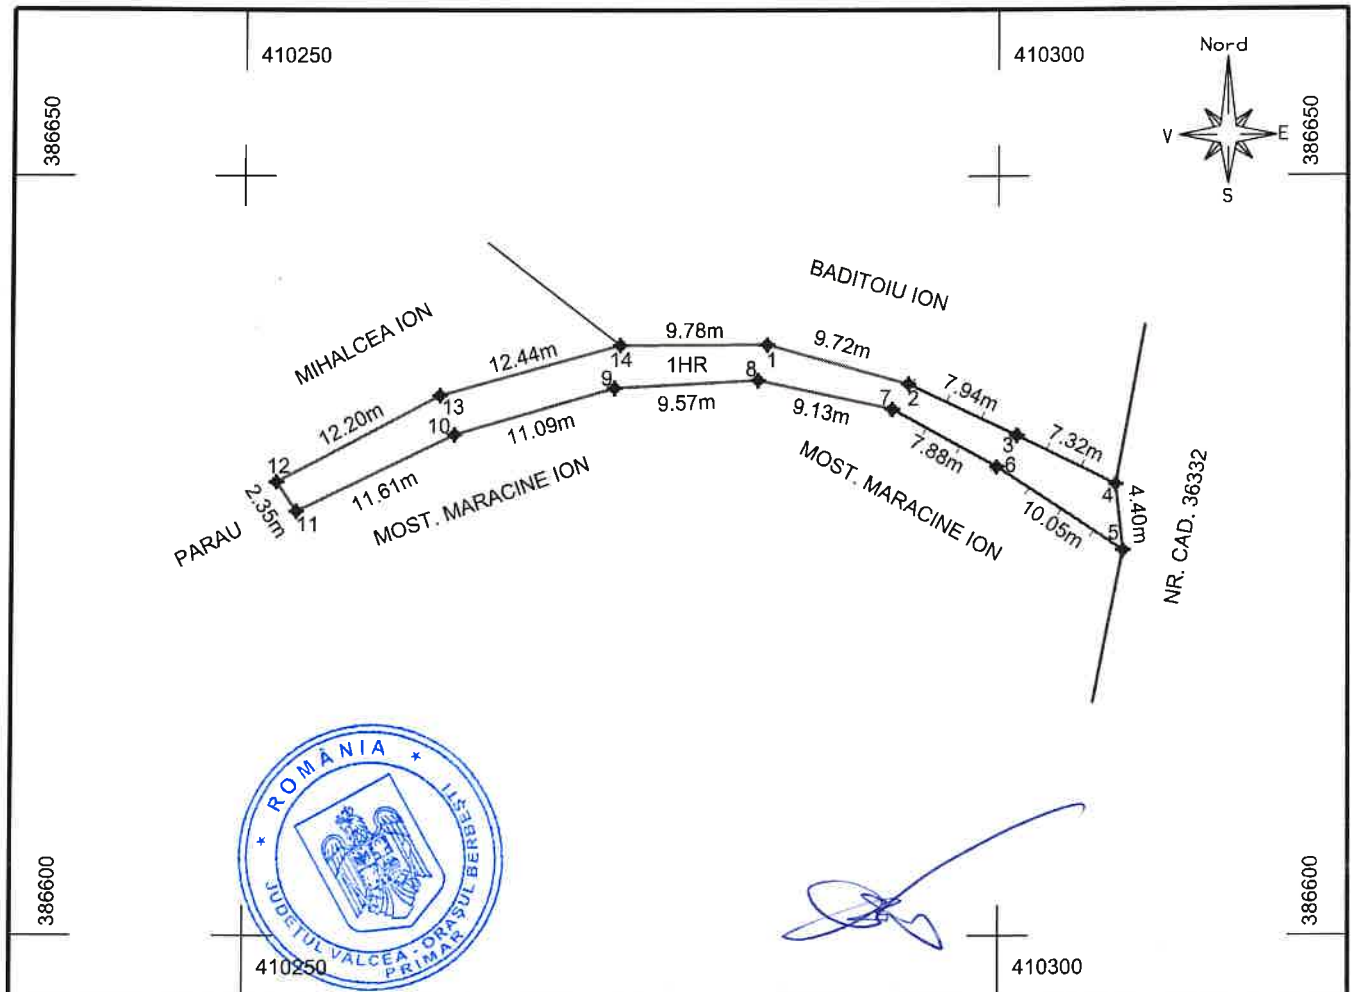 410250
410300
Nord
386650
386650
V
E
S
BADITOIU ION
MIHALCEA ION
9.78m
9.72m
12.44m
14
1
1HR
8
9
2
7
7.94m
9.57m
9.13m
13
12.20m
10
11.09m
3
7.32m
7.88m
6
12
11.61m
MOST. MARACINE ION
MOST. MARACINE ION
4
4.40m
10.05m
5
2.35m
11
PARAU
NR. CAD. 36332
ROMÂNIA
JUDEȚUL VÂLCEA - ORAȘUL BERBEȘTI
PRIMAR
386600
386600
410250
410300